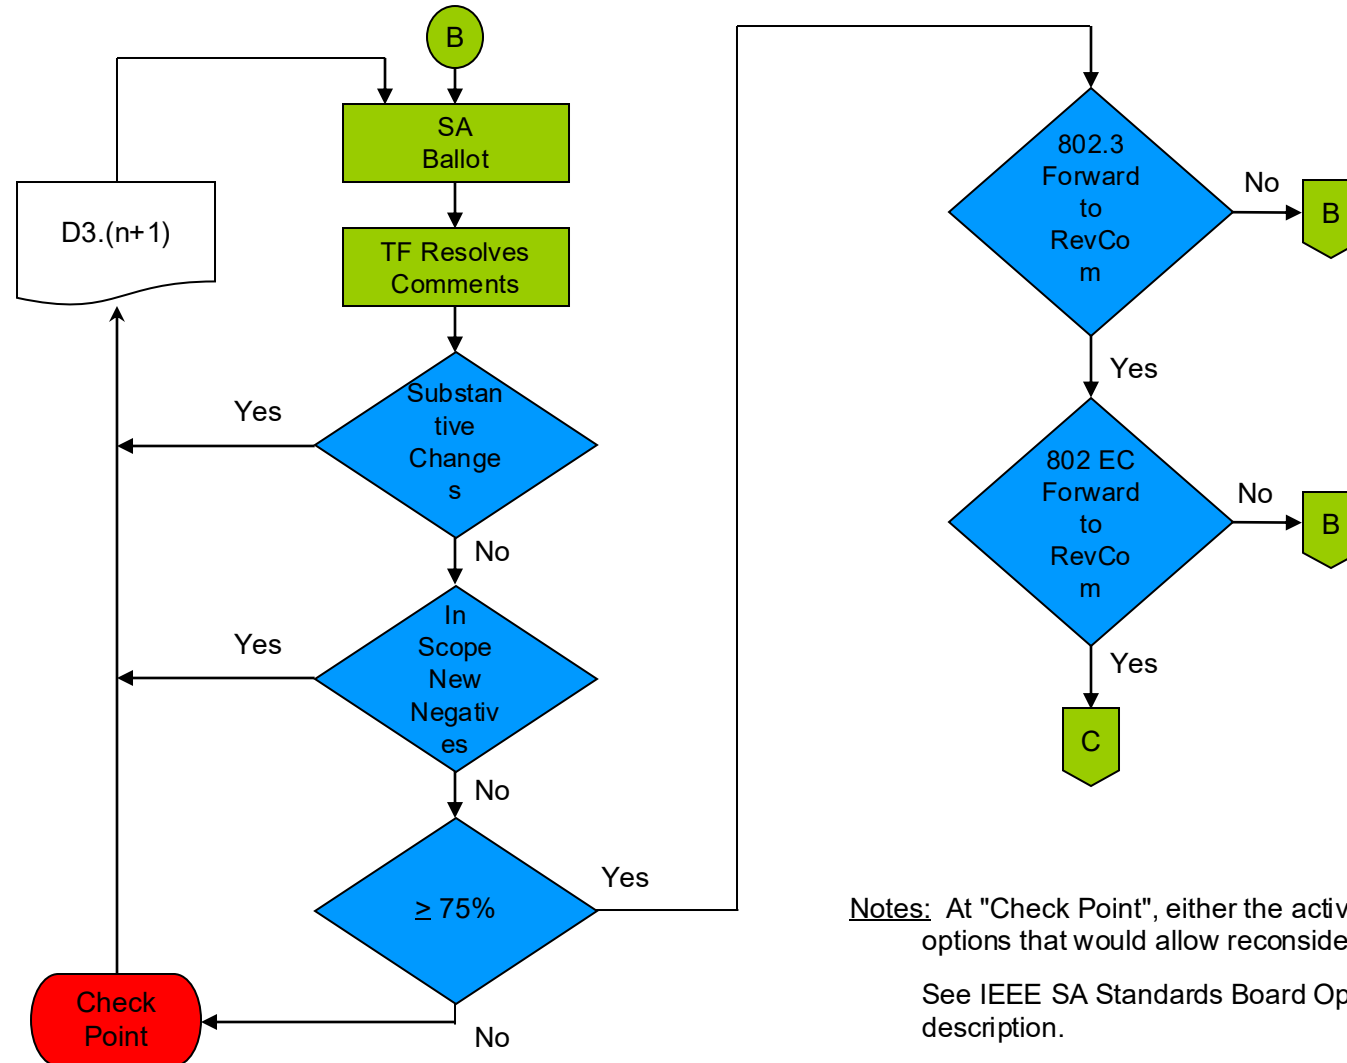 B
SA
Ballot
D3.(n+1)
TF Resolves
Comments
Yes
Substan
tive
Change
s
No
Yes
In
Scope
New
Negativ
es
No
≥ 75%
Yes
Check
Point
No
802.3
Forward
to
RevCo
m
No
B
Yes
802 EC
Forward
to
RevCo
m
No
B
Yes
C
Notes: At "Check Point", either the activ
options that would allow reconside
See IEEE SA Standards Board Op
description.